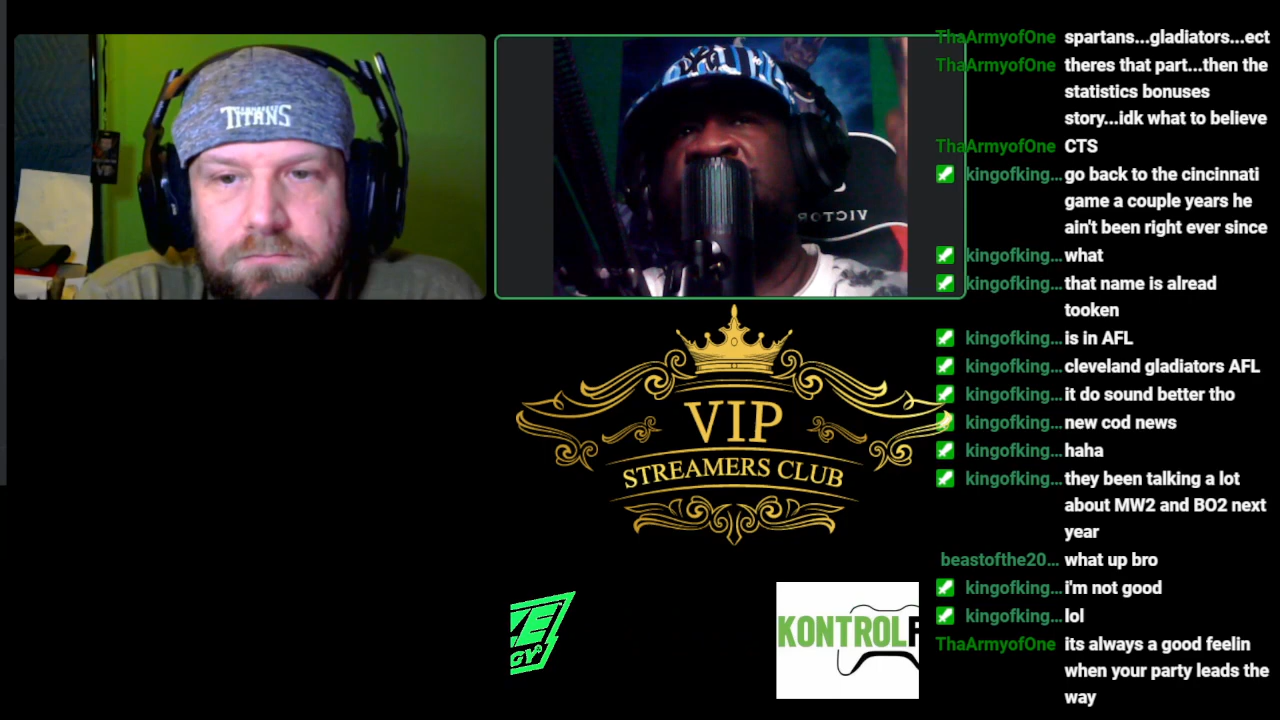 TITANS
VICTOR
VIP
STREAMERS CLUB
KONTROLF
ThaArmyofOne spartans...gladiators...ect
ThaArmyofOne theres that part...then the
statistics bonuses
story...idk what to believe
ThaArmyofOne CTS
kingofking... go back to the cincinnati
game a couple years he
ain't been right ever since
kingofking... what
kingofking... that name is alread
tooken
kingofking... is in AFL
kingofking... cleveland gladiators AFL
kingofking... it do sound better tho
kingofking... new cod news
kingofking... haha
kingofking... they been talking a lot
about MW2 and BO2 next
year
beastofthe20... what up bro
kingofking... i'm not good
kingofking... lol
ThaArmyofOne its always a good feelin
when your party leads the
way